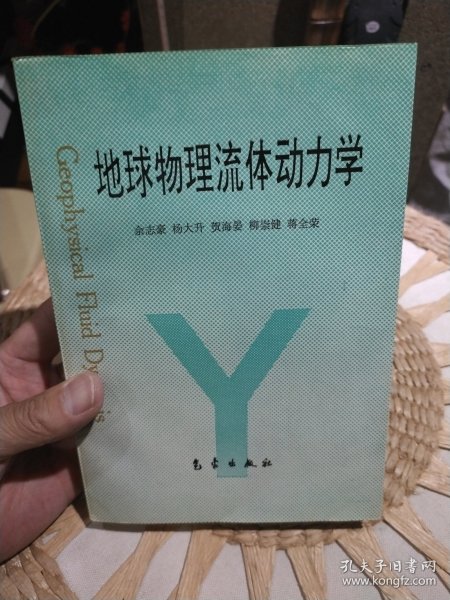 地球物理流体动力学
余志豪 杨大升 贺海晏 柳崇健 蒋全荣
Geophysical Fluid Dy
is
Y
气象出版社
孔夫子旧书网
www.kongfz.com